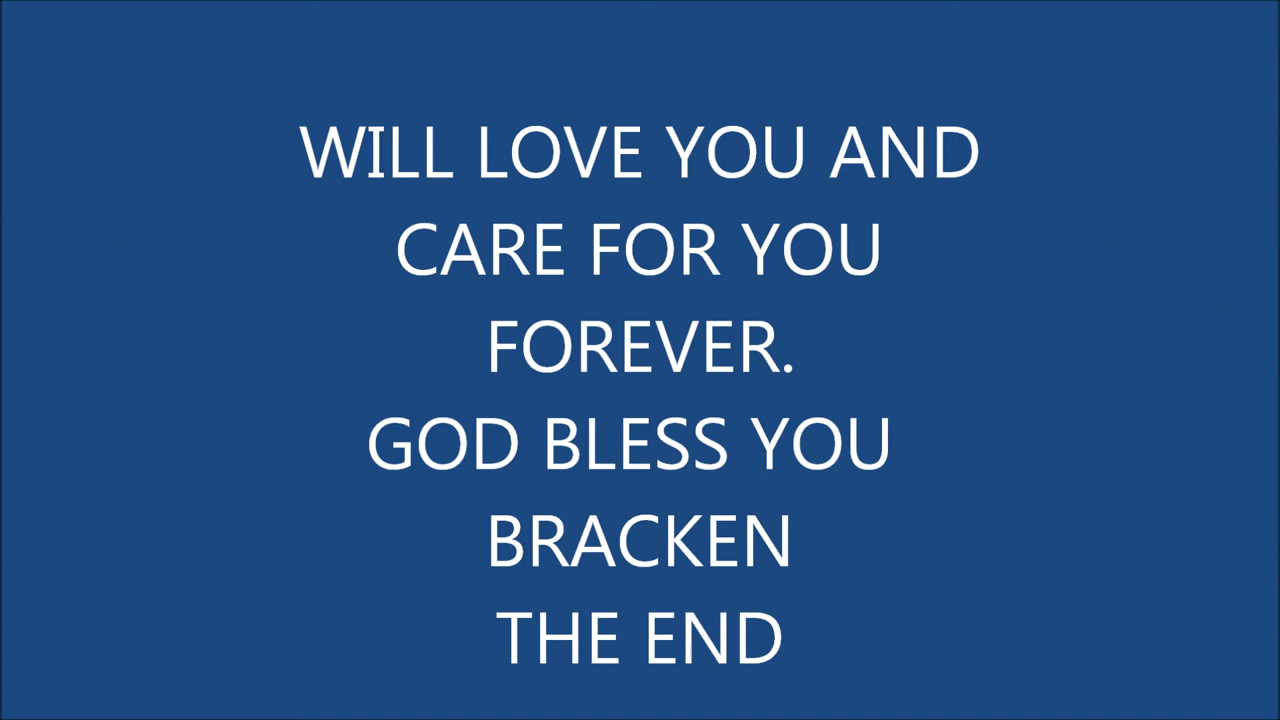 WILL LOVE YOU AND
CARE FOR YOU
FOREVER.
GOD BLESS YOU
BRACKEN
THE END